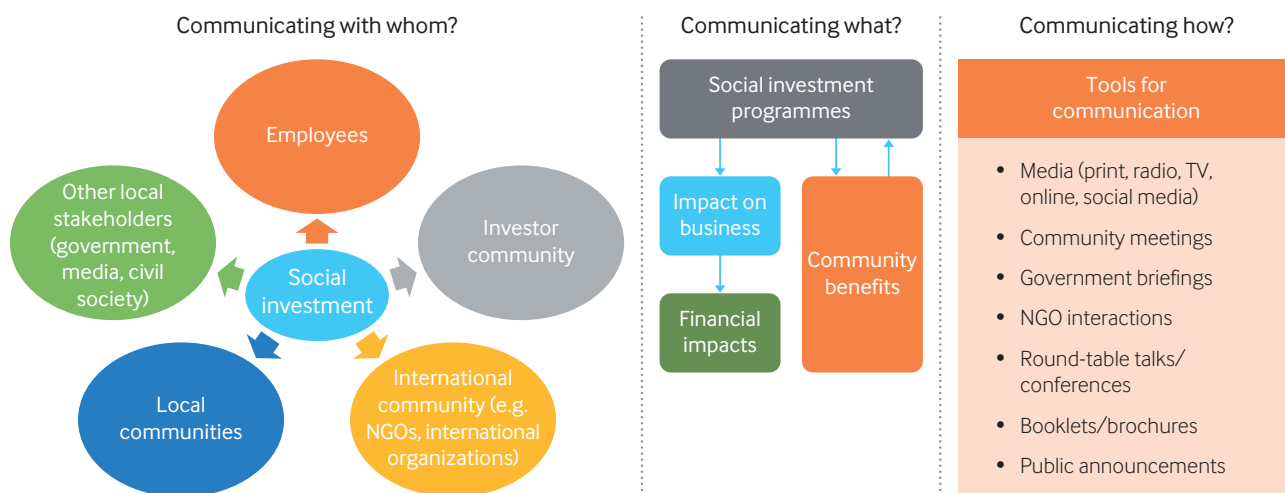 Communicating with whom?
Employees
Other local
stakeholders
(government,
media, civil
society)
Investor
community
Social
investment
Local
communities
International
community (e.g.
NGOs, international
organizations)
Communicating what?
Social investment
programmes
Impact on
business
Community
benefits
Financial
impacts
Communicating how?
Tools for
communication
• Media (print, radio, TV,
online, social media)
• Community meetings
• Government briefings
• NGO interactions
• Round-table talks/
conferences
• Booklets/brochures
• Public announcements